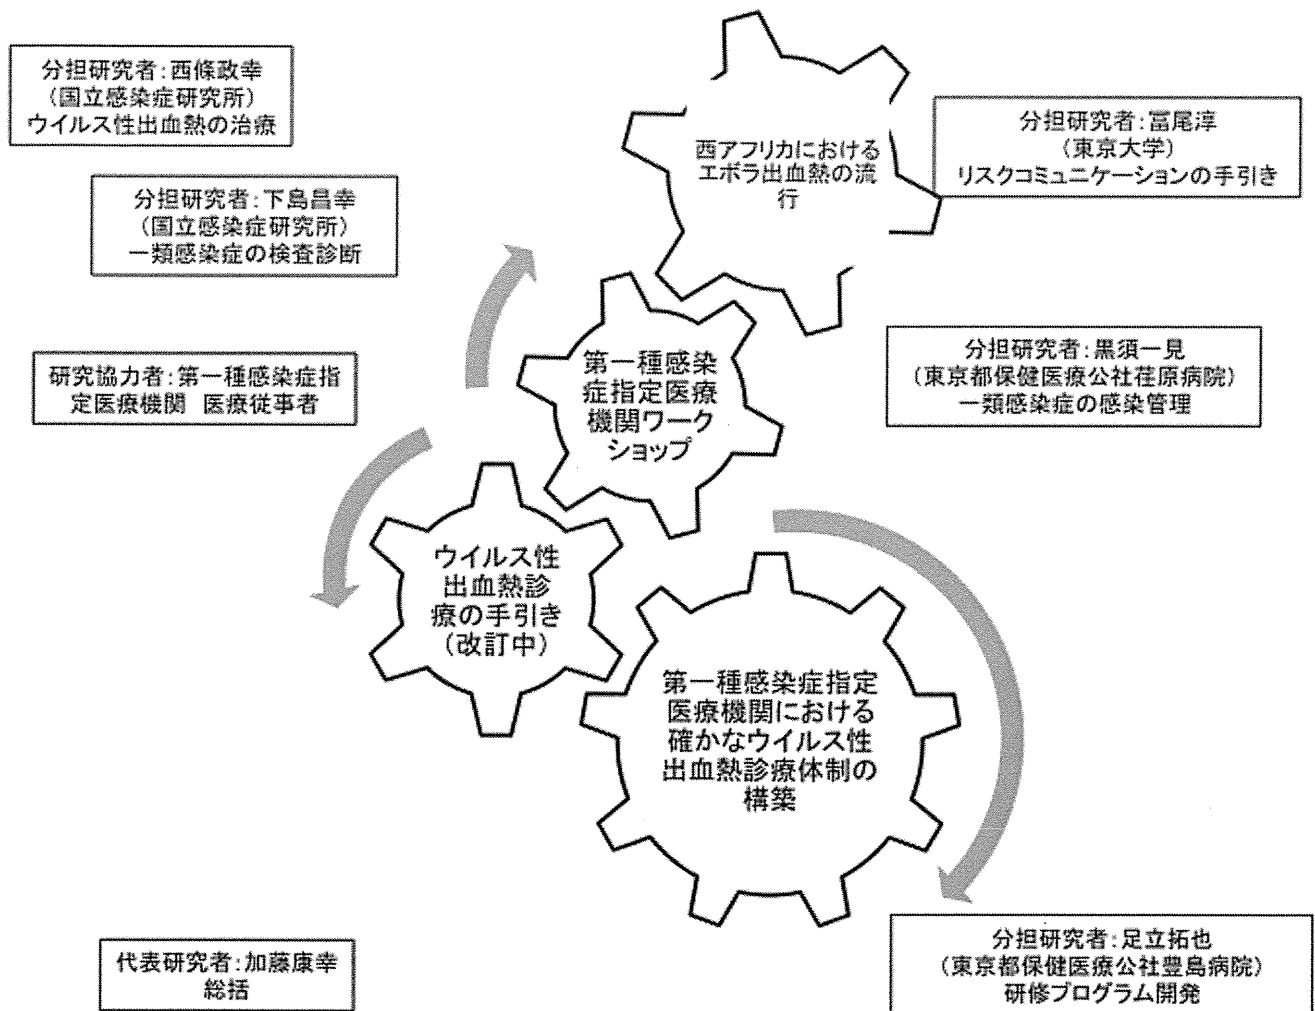 分担研究者：西條政幸
（国立感染症研究所）
ウイルス性出血熱の治療
分担研究者：下島昌幸
（国立感染症研究所）
一類感染症の検査診断
研究協力者：第一種感染症指
定医療機関 医療従事者
西アフリカにおける
エボラ出血熱の流
行
分担研究者：冨尾淳
（東京大学）
リスクコミュニケーションの手引き
第一種感染
症指定医療
機関ワーク
ショップ
分担研究者：黒須一見
（東京都保健医療公社荏原病院）
一類感染症の感染管理
ウイルス性
出血熱診
療の手引き
（改訂中）
第一種感染症指定
医療機関における
確かなウイルス性
出血熱診療体制の
構築
代表研究者：加藤康幸
総括
分担研究者：足立拓也
（東京都保健医療公社豊島病院）
研修プログラム開発